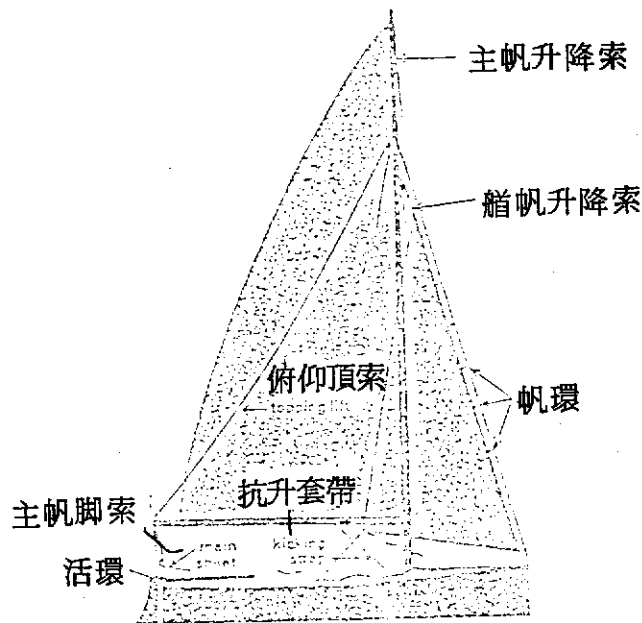 主帆升降索
艏帆升降索
俯仰頂索
topping lift
帆環
抗升套帶
主帆脚索
main
sheet
kicking
strap
活環